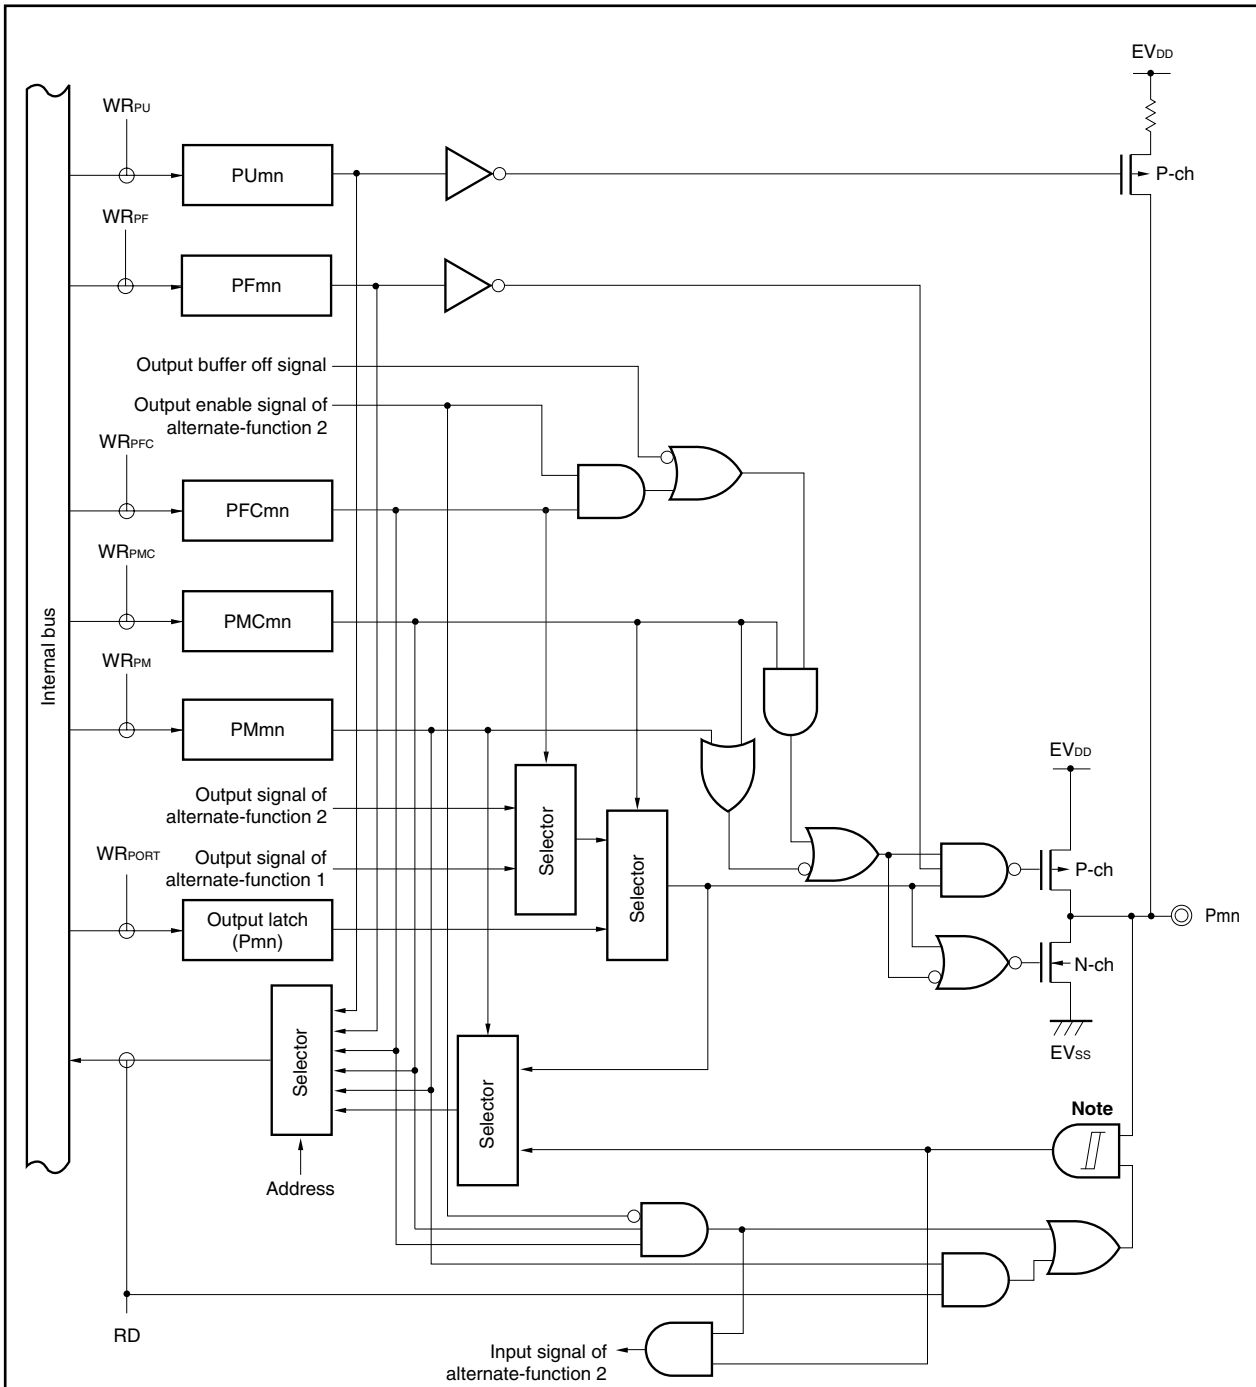 EVDD
WRPU
PUmn
P-ch
WRPF
PFmn
Output buffer off signal
Output enable signal of
alternate-function 2
WRPFC
PFCmn
WRPMC
PMCmn
Internal bus
WRPM
PMmn
EVDD
Output signal of
alternate-function 2
Selector
WRPORT
Output signal of
alternate-function 1
Selector
P-ch
Output latch
(Pmn)
Pmn
N-ch
Selector
EVSS
Selector
Note
Address
RD
Input signal of
alternate-function 2